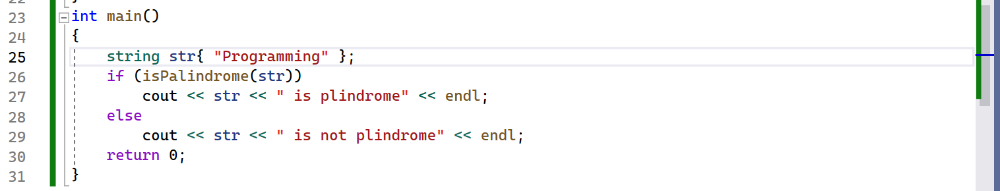 22 }
23 int main()
24 {
25 string str{ "Programming" };
26 if (isPalindrome(str))
27 cout << str << " is plindrome" << endl;
28 else
29 cout << str << " is not plindrome" << endl;
30 return 0;
31 }